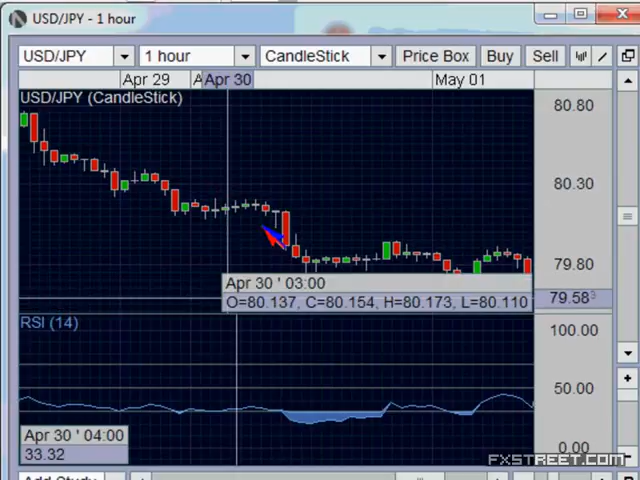 USD/JPY - 1 hour
USD/JPY 1 hour CandleStick Price Box Buy Sell
Apr 29 A Apr 30 May 01
USD/JPY (CandleStick)
80.80
80.30
79.80
Apr 30 ' 03:00
79.58⁹
O=80.137, C=80.154, H=80.173, L=80.110
RSI (14)
100.00
50.00
Apr 30 ' 04:00
0.00
33.32
FXSTREET.COM
Add Study